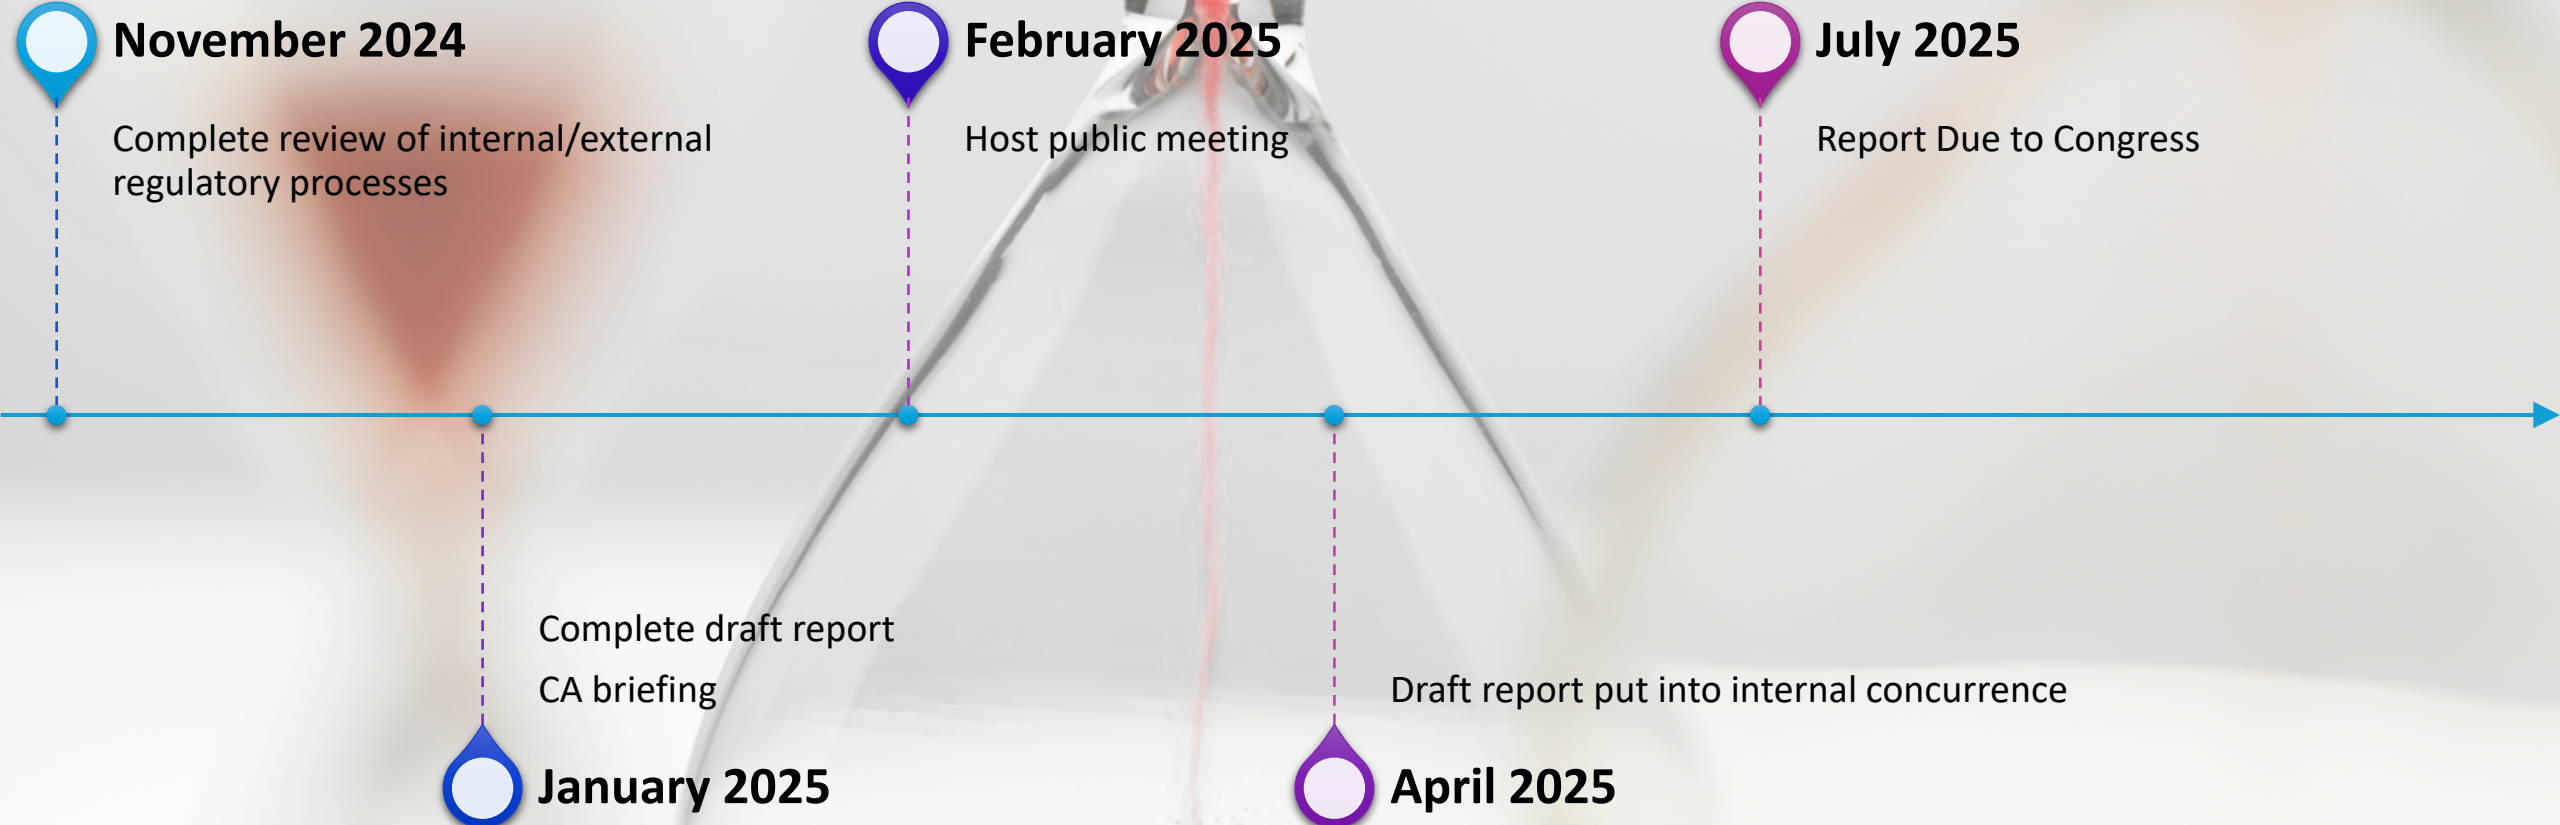 November 2024
Complete review of internal/external
regulatory processes
Complete draft report
CA briefing
January 2025
February 2025
Host public meeting
Draft report put into internal concurrence
April 2025
July 2025
Report Due to Congress